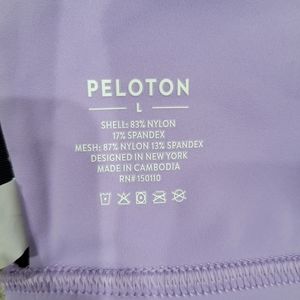 PELOTON
L
SHELL: 83% NYLON
17% SPANDEX
MESH: 87% NYLON 13% SPANDEX
DESIGNED IN NEW YORK
MADE IN CAMBODIA
RN# 150110